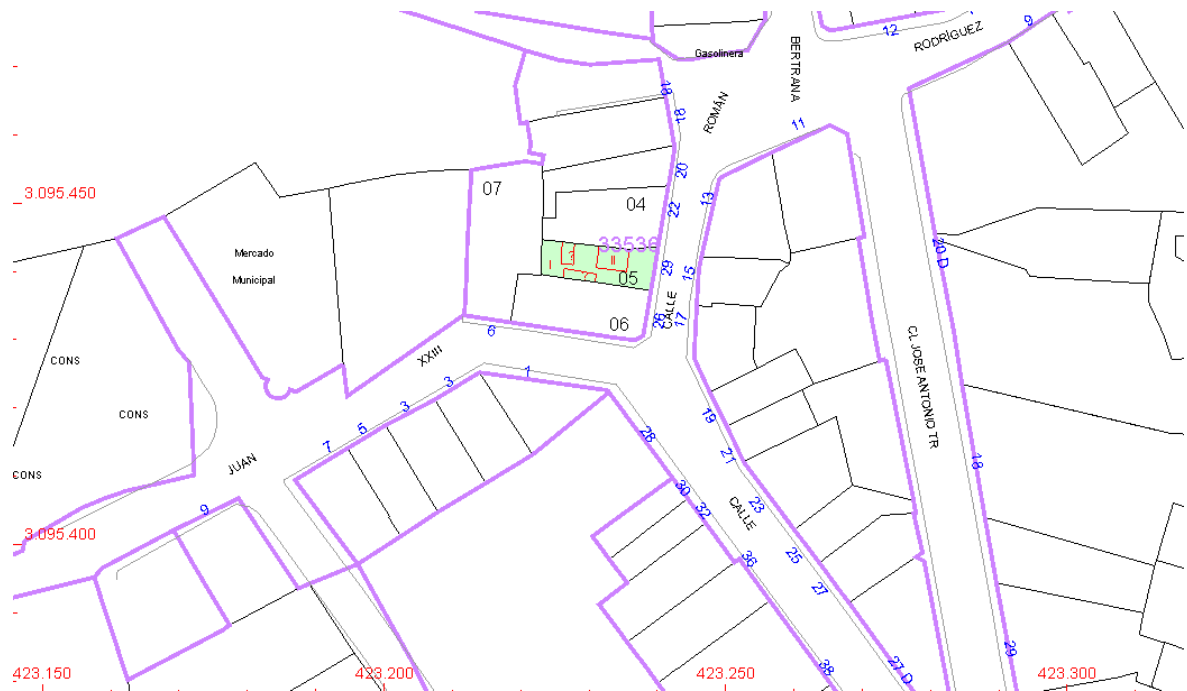 9
12
RODRÍGUEZ
BERTRANA
Gasolinera
18
18
ROMÁN
11
20
3.095.450
07
04
22
13
33536
Mercado
Municipal
20 D
?
II
I
?
05
29
15
CALLE
26
17
06
6
XXIII
CL JOSE ANTONIO TR
CONS
1
3
3
CONS
5
7
28
19
21
18
JUAN
CONS
30
32
CALLE
23
9
3.095.400
36
25
27
29
38
27 D
423.150
423.200
423.250
423.300